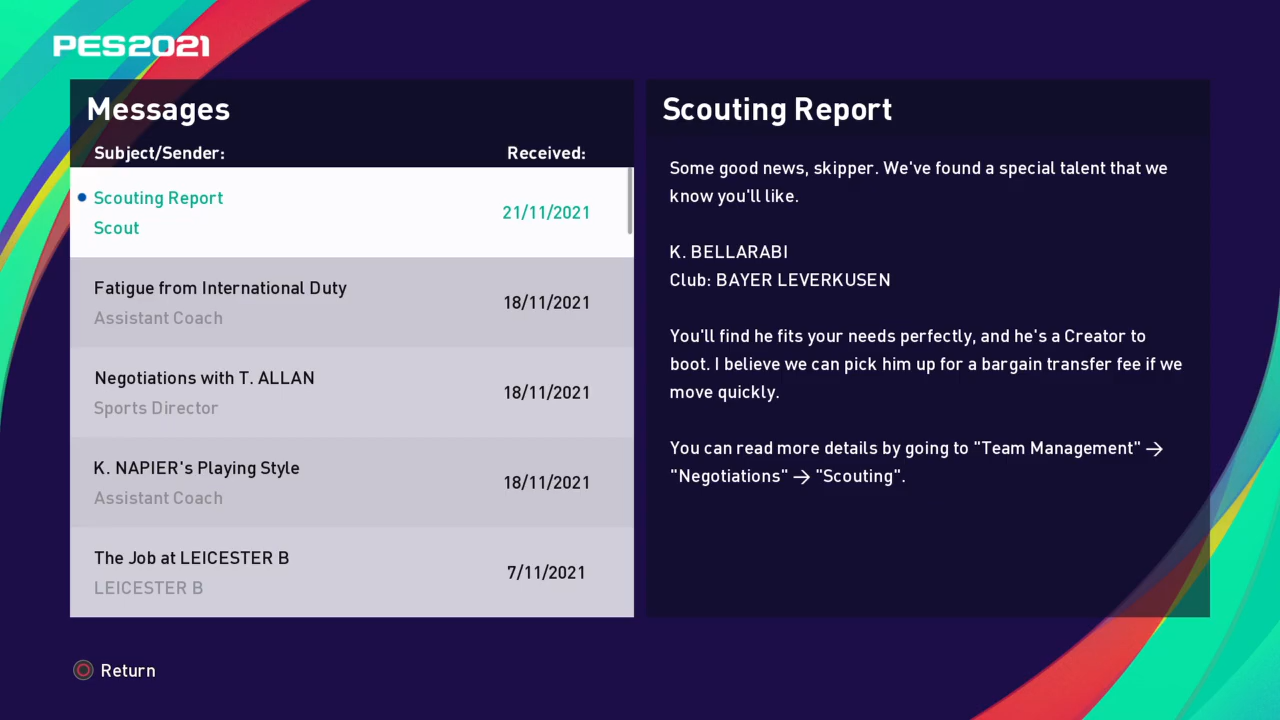 PES2021
Messages
Subject/Sender: Received:
Scouting Report
Scout
21/11/2021
Fatigue from International Duty
Assistant Coach
18/11/2021
Negotiations with T. ALLAN
Sports Director
18/11/2021
K. NAPIER's Playing Style
Assistant Coach
18/11/2021
The Job at LEICESTER B
LEICESTER B
7/11/2021
Scouting Report
Some good news, skipper. We've found a special talent that we
know you'll like.
K. BELLARABI
Club: BAYER LEVERKUSEN
You'll find he fits your needs perfectly, and he's a Creator to
boot. I believe we can pick him up for a bargain transfer fee if we
move quickly.
You can read more details by going to "Team Management" →
"Negotiations" → "Scouting".
Return